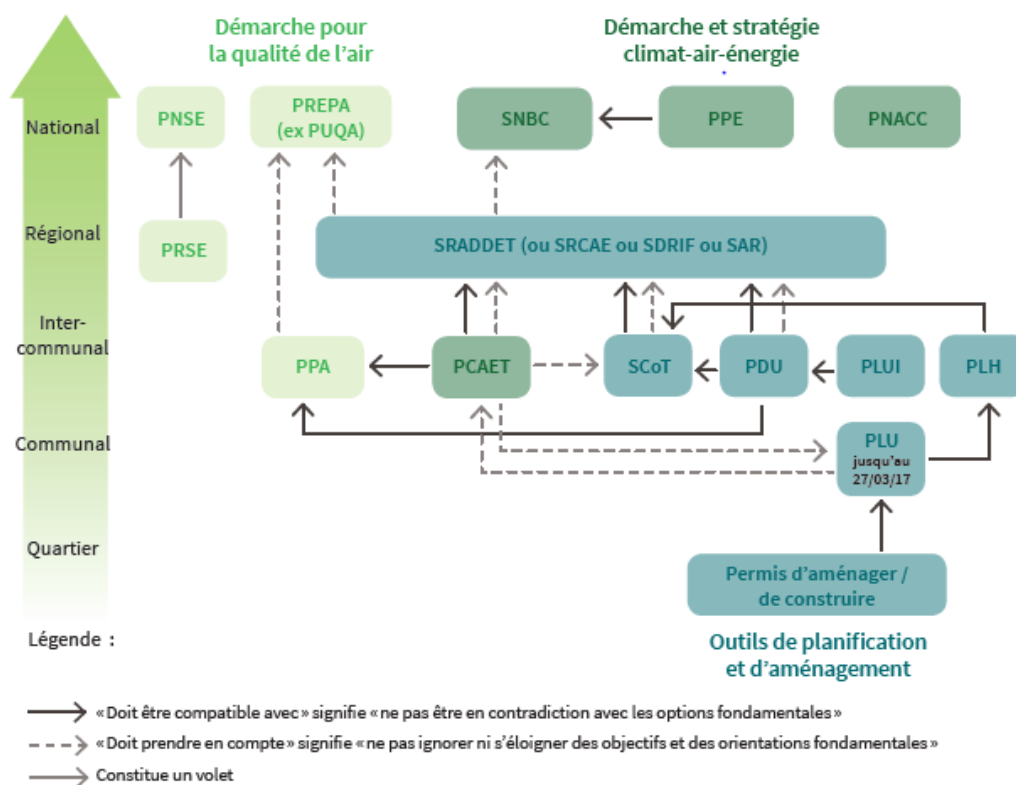 Démarche pour
la qualité de l'air
Démarche et stratégie
climat-air-énergie
National
PNSE
PREPA
(ex PUQA)
SNBC
PPE
PNACC
Régional
PRSE
SRADDET (ou SRCAE ou SDRIF ou SAR)
Inter-
communal
PPA
PCAET
SCoT
PDU
PLUI
PLH
Communal
PLU
jusqu'au
27/03/17
Quartier
Permis d'aménager /
de construire
Légende :
Outils de planification
et d'aménagement
«Doit être compatible avec» signifie «ne pas être en contradiction avec les options fondamentales»
«Doit prendre en compte» signifie «ne pas ignorer ni s'éloigner des objectifs et des orientations fondamentales»
Constitue un volet